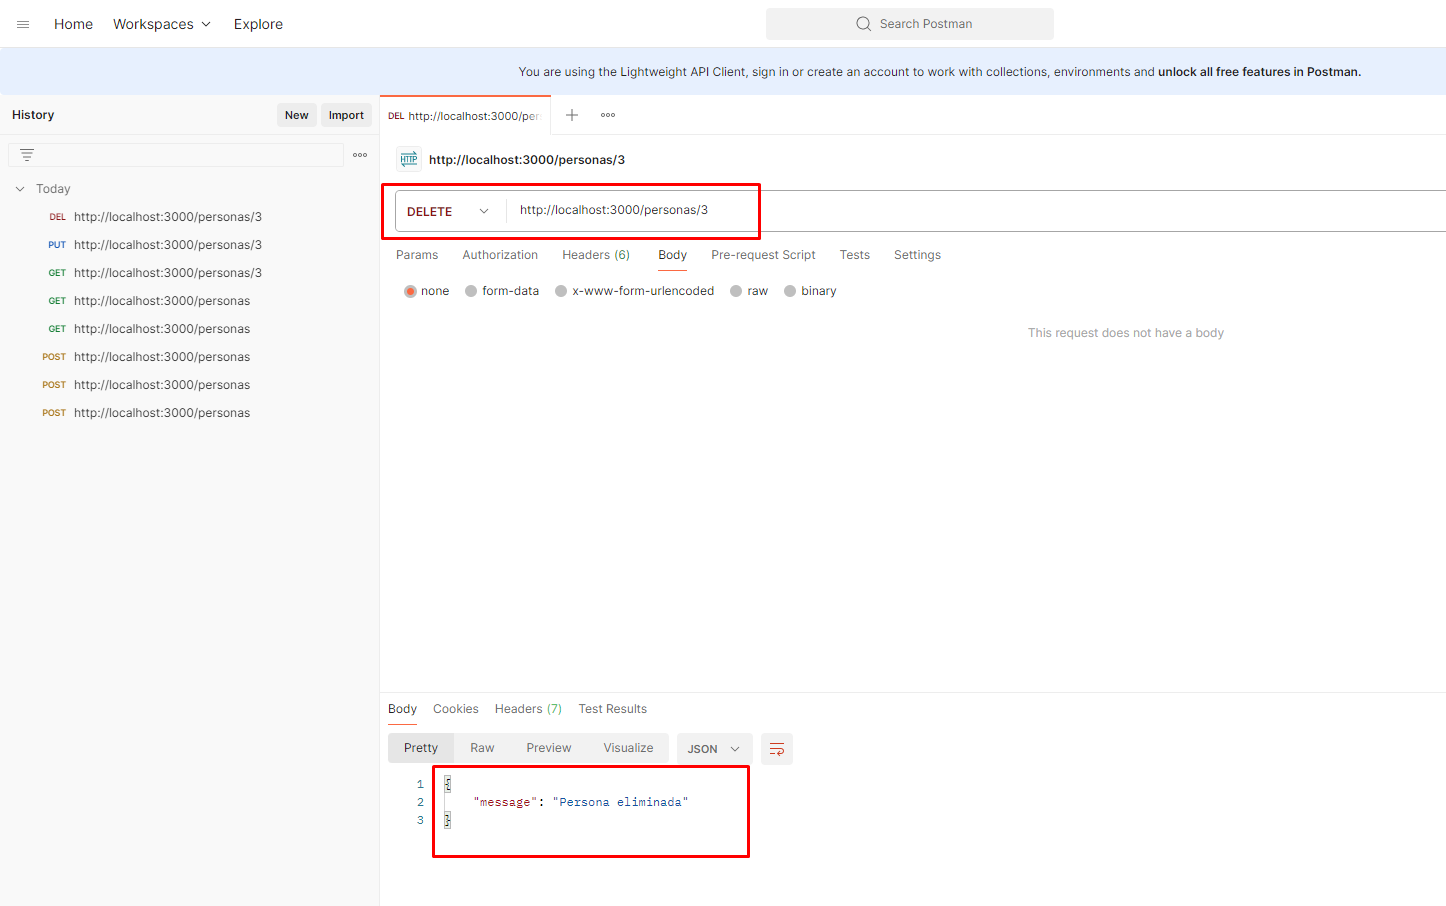 Home Workspaces Explore Search Postman
You are using the Lightweight API Client, sign in or create an account to work with collections, environments and unlock all free features in Postman.
History New Import
Today
DEL http://localhost:3000/personas/3
PUT http://localhost:3000/personas/3
GET http://localhost:3000/personas/3
GET http://localhost:3000/personas
GET http://localhost:3000/personas
POST http://localhost:3000/personas
POST http://localhost:3000/personas
POST http://localhost:3000/personas
DEL http://localhost:3000/per
HTTP http://localhost:3000/personas/3
DELETE http://localhost:3000/personas/3
Params Authorization Headers (6) Body Pre-request Script Tests Settings
none form-data x-www-form-urlencoded raw binary
This request does not have a body
Body Cookies Headers (7) Test Results
Pretty Raw Preview Visualize JSON
1 {
2 "message": "Persona eliminada"
3 }